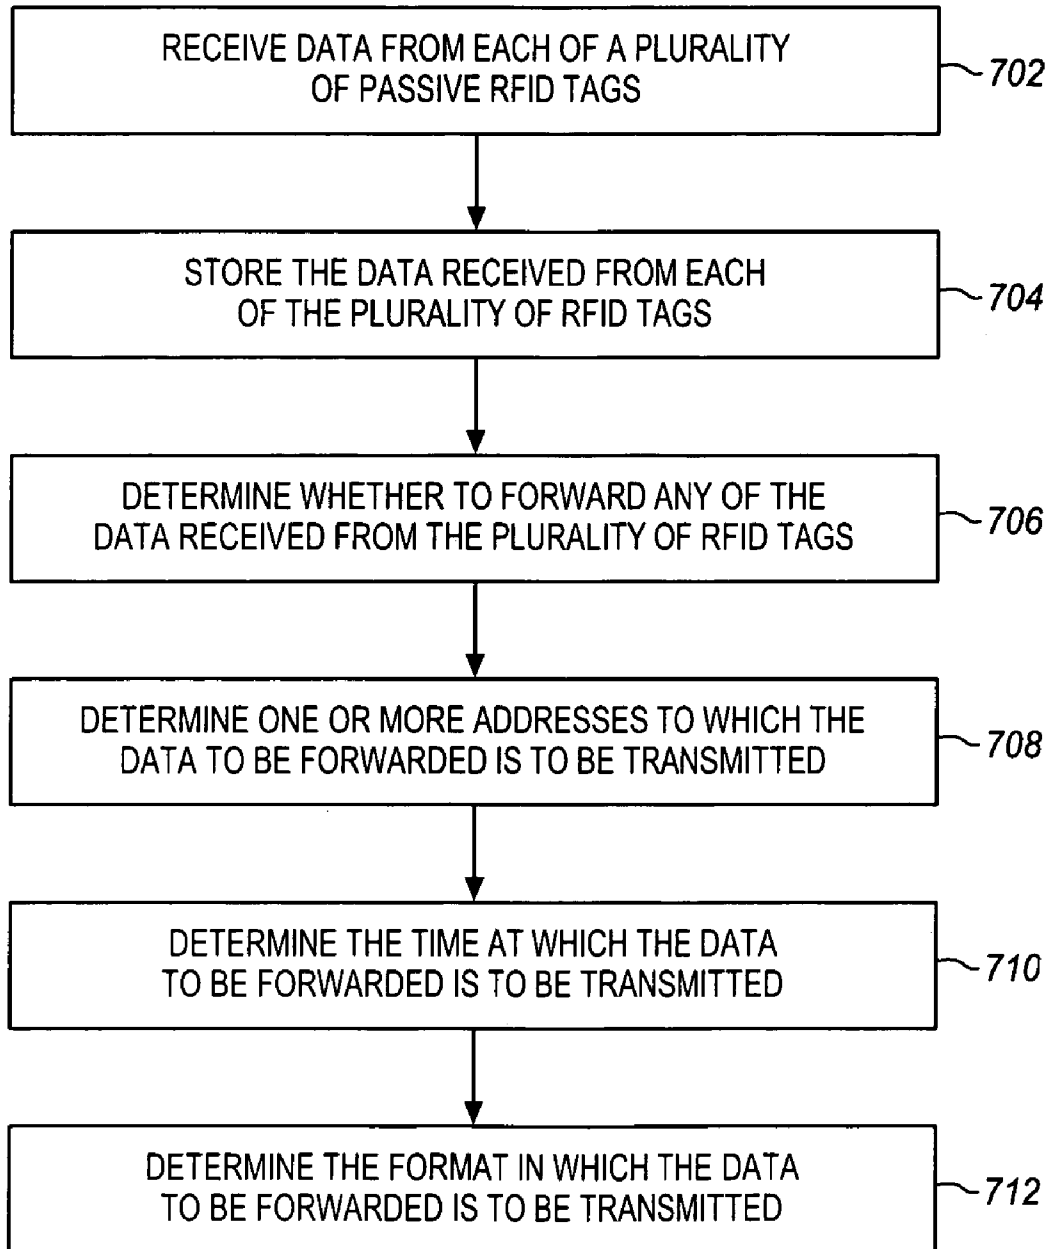 RECEIVE DATA FROM EACH OF A PLURALITY
OF PASSIVE RFID TAGS
702
STORE THE DATA RECEIVED FROM EACH
OF THE PLURALITY OF RFID TAGS
704
DETERMINE WHETHER TO FORWARD ANY OF THE
DATA RECEIVED FROM THE PLURALITY OF RFID TAGS
706
DETERMINE ONE OR MORE ADDRESSES TO WHICH THE
DATA TO BE FORWARDED IS TO BE TRANSMITTED
708
DETERMINE THE TIME AT WHICH THE DATA
TO BE FORWARDED IS TO BE TRANSMITTED
710
DETERMINE THE FORMAT IN WHICH THE DATA
TO BE FORWARDED IS TO BE TRANSMITTED
712